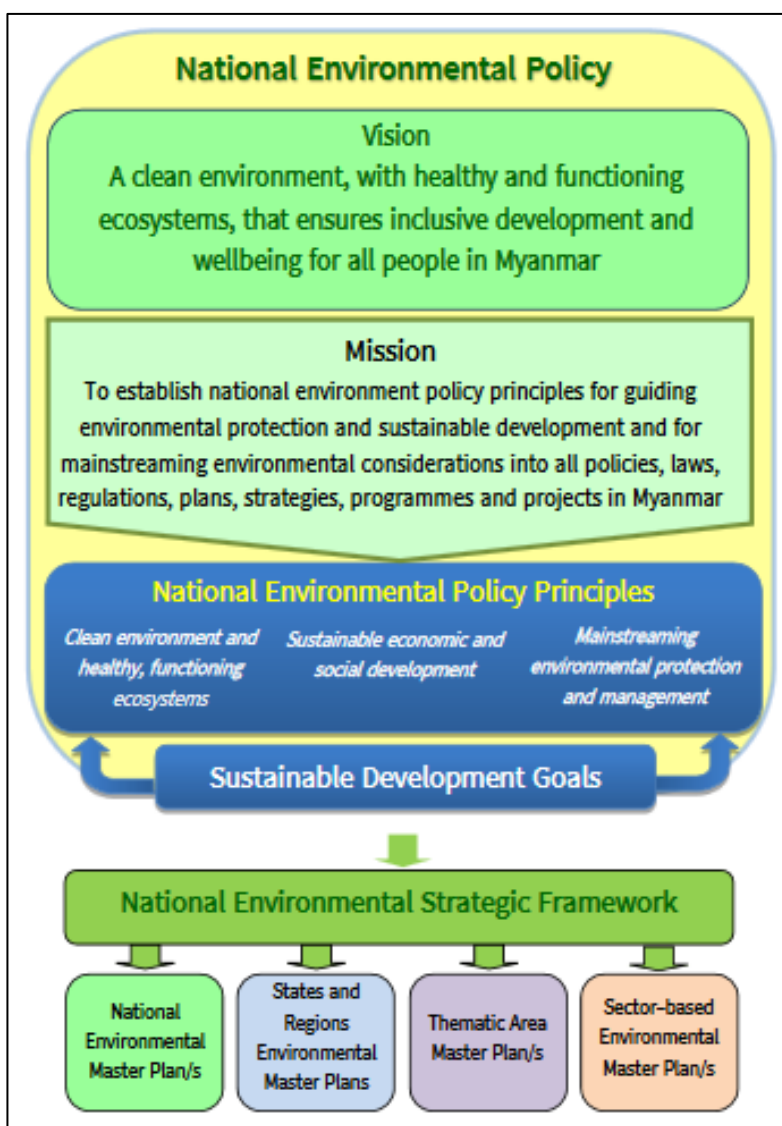 National Environmental Policy
Vision
A clean environment, with healthy and functioning
ecosystems, that ensures inclusive development and
wellbeing for all people in Myanmar
Mission
To establish national environment policy principles for guiding
environmental protection and sustainable development and for
mainstreaming environmental considerations into all policies, laws,
regulations, plans, strategies, programmes and projects in Myanmar
National Environmental Policy Principles
Clean environment and
healthy, functioning
ecosystems
Sustainable economic and
social development
Mainstreaming
environmental protection
and management
Sustainable Development Goals
National Environmental Strategic Framework
National
Environmental
Master Plan/s
States and
Regions
Environmental
Master Plans
Thematic Area
Master Plan/s
Sector-based
Environmental
Master Plan/s